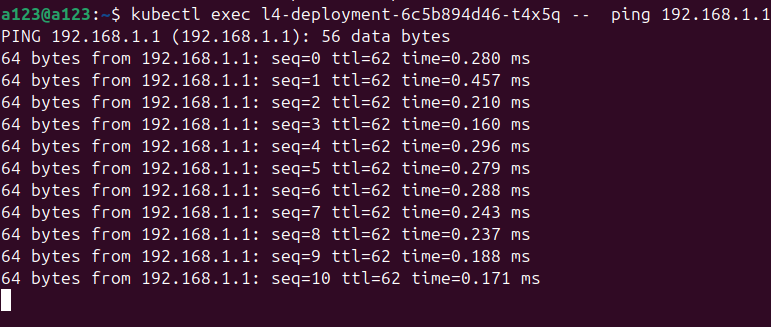 a123@a123:~$ kubectl exec l4-deployment-6c5b894d46-t4x5q --  ping 192.168.1.1
PING 192.168.1.1 (192.168.1.1): 56 data bytes
64 bytes from 192.168.1.1: seq=0 ttl=62 time=0.280 ms
64 bytes from 192.168.1.1: seq=1 ttl=62 time=0.457 ms
64 bytes from 192.168.1.1: seq=2 ttl=62 time=0.210 ms
64 bytes from 192.168.1.1: seq=3 ttl=62 time=0.160 ms
64 bytes from 192.168.1.1: seq=4 ttl=62 time=0.296 ms
64 bytes from 192.168.1.1: seq=5 ttl=62 time=0.279 ms
64 bytes from 192.168.1.1: seq=6 ttl=62 time=0.288 ms
64 bytes from 192.168.1.1: seq=7 ttl=62 time=0.243 ms
64 bytes from 192.168.1.1: seq=8 ttl=62 time=0.237 ms
64 bytes from 192.168.1.1: seq=9 ttl=62 time=0.188 ms
64 bytes from 192.168.1.1: seq=10 ttl=62 time=0.171 ms